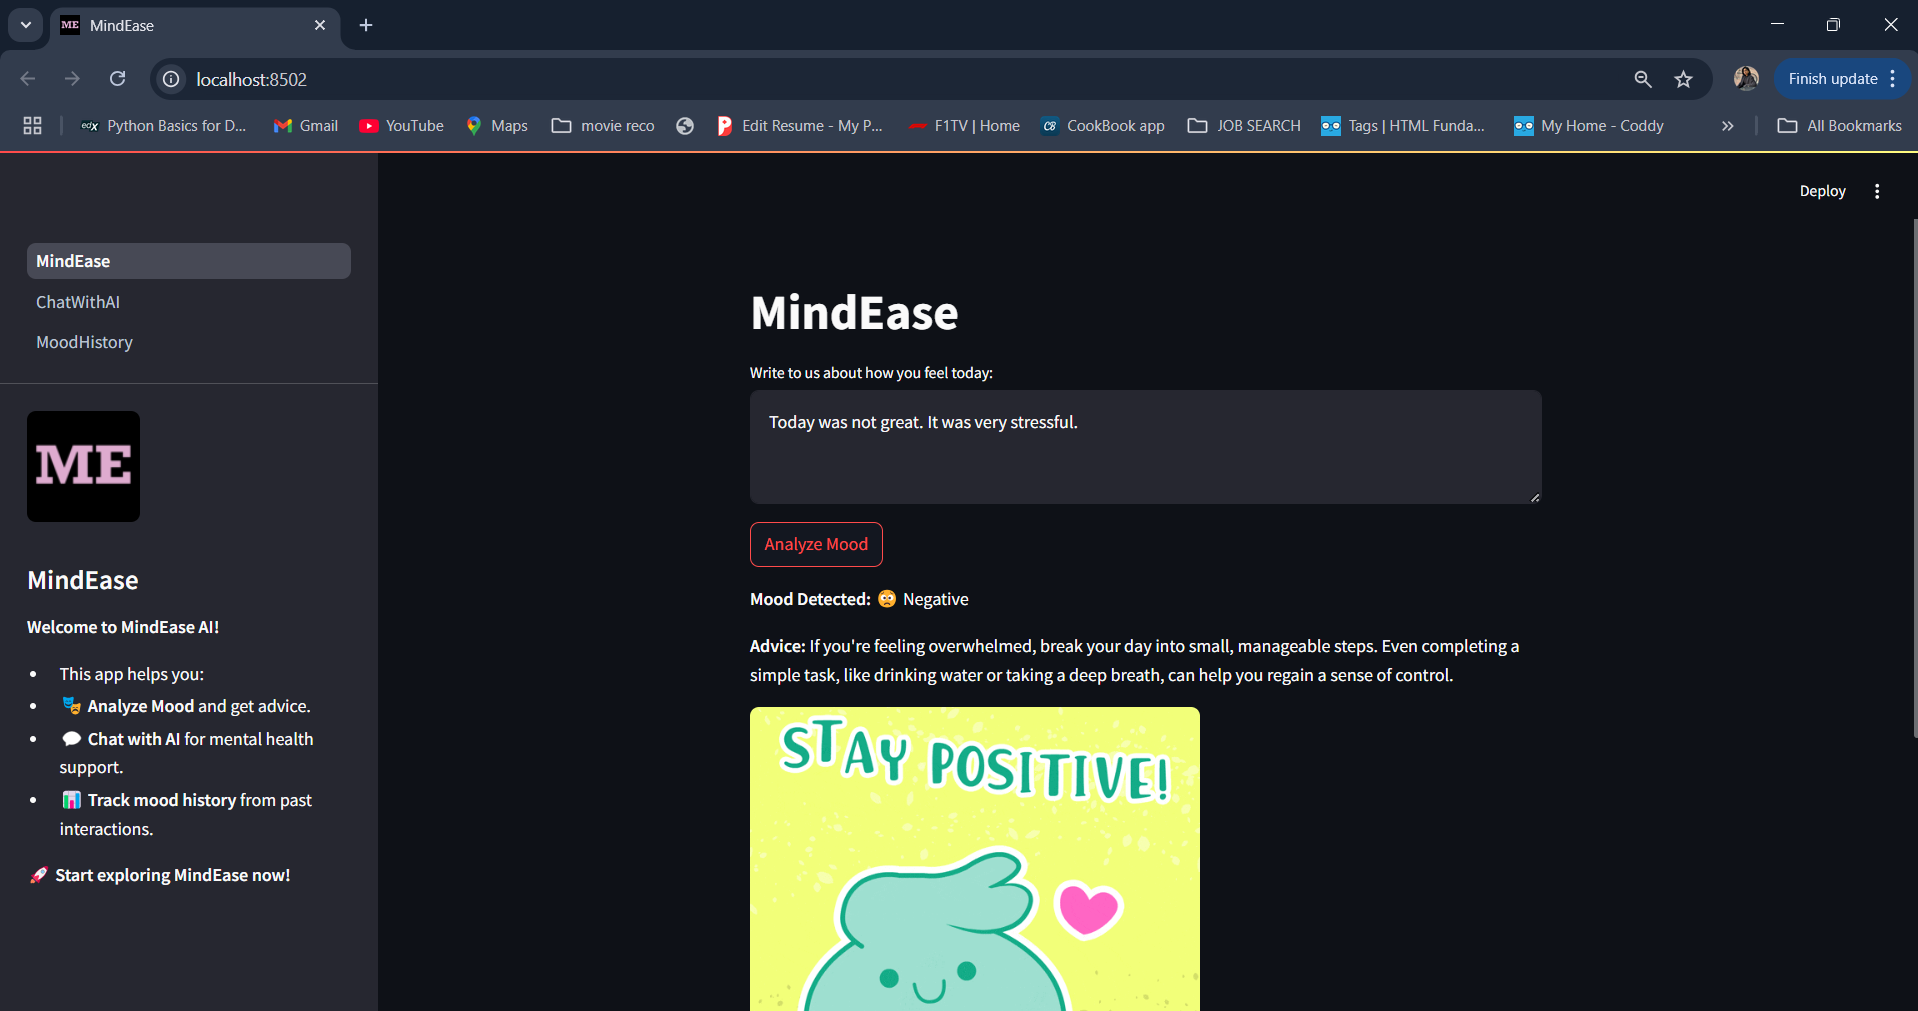 ME MindEase
localhost:8502
Finish update
edX Python Basics for D...
Gmail
YouTube
Maps
movie reco
Edit Resume - My P...
F1TV | Home
CB CookBook app
JOB SEARCH
Tags | HTML Funda...
My Home - Coddy
»
All Bookmarks
Deploy
MindEase
ChatWithAI
MoodHistory
ME
MindEase
Welcome to MindEase AI!
• This app helps you:
• 🎭 Analyze Mood and get advice.
• 💬 Chat with AI for mental health
support.
• 📊 Track mood history from past
interactions.
🚀 Start exploring MindEase now!
MindEase
Write to us about how you feel today:
Today was not great. It was very stressful.
Analyze Mood
Mood Detected: 😳 Negative
Advice: If you're feeling overwhelmed, break your day into small, manageable steps. Even completing a
simple task, like drinking water or taking a deep breath, can help you regain a sense of control.
STAY POSITIVE!